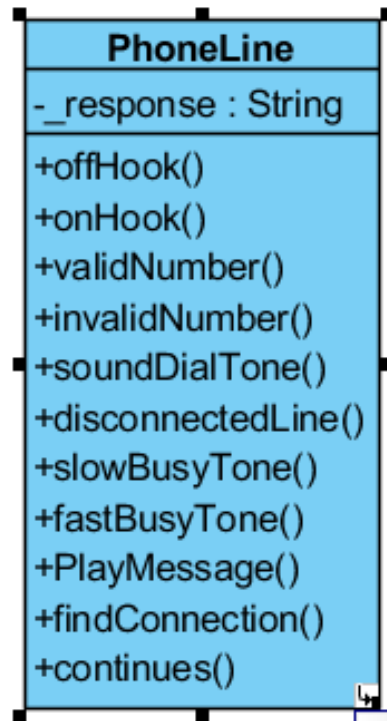 PhoneLine
-_response : String
+offHook()
+onHook()
+validNumber()
+invalidNumber()
+soundDialTone()
+disconnectedLine()
+slowBusyTone()
+fastBusyTone()
+PlayMessage()
+findConnection()
+continues()